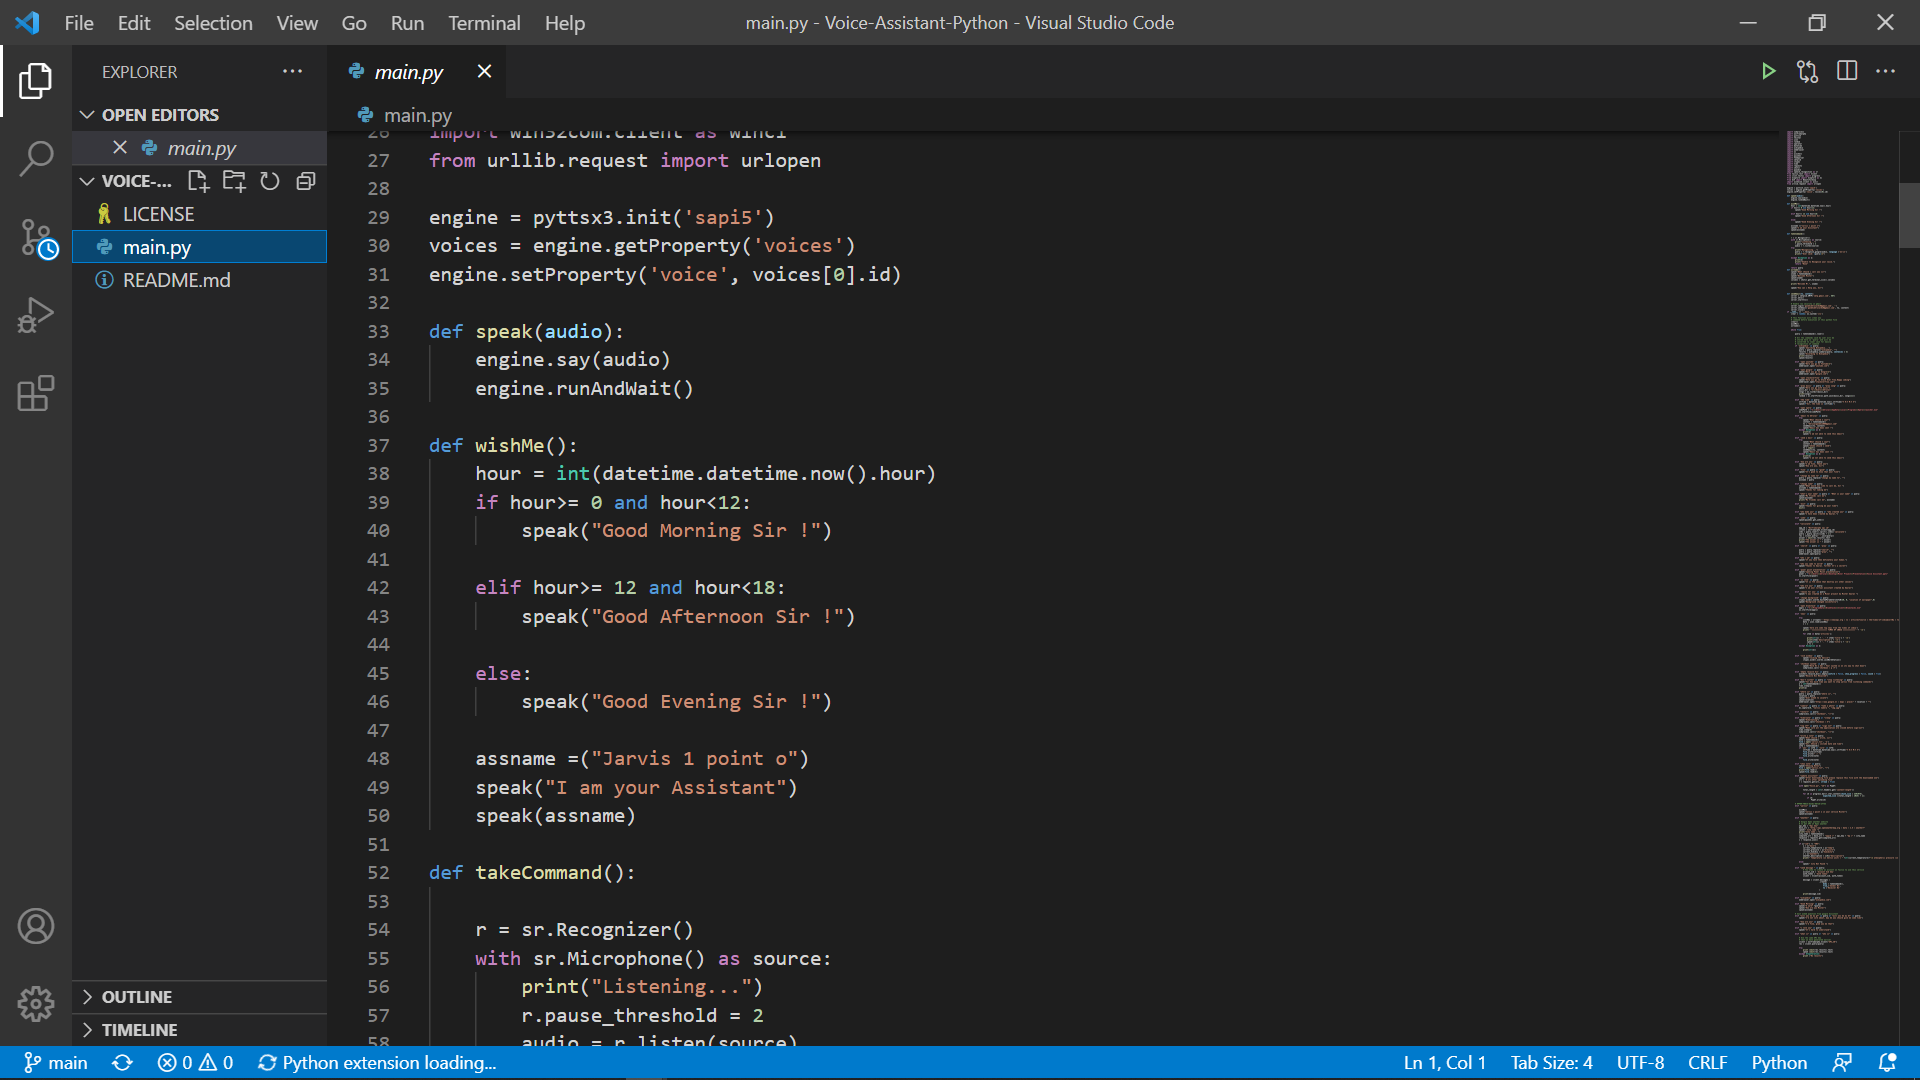 File Edit Selection View Go Run Terminal Help
main.py - Voice-Assistant-Python - Visual Studio Code
EXPLORER
OPEN EDITORS
main.py
VOICE-...
LICENSE
main.py
README.md
OUTLINE
TIMELINE
main.py
main.py
26 import win32com.client as wincl
27 from urllib.request import urlopen
28
29 engine = pyttsx3.init('sapi5')
30 voices = engine.getProperty('voices')
31 engine.setProperty('voice', voices[0].id)
32
33 def speak(audio):
34     engine.say(audio)
35     engine.runAndWait()
36
37 def wishMe():
38     hour = int(datetime.datetime.now().hour)
39     if hour>= 0 and hour<12:
40         speak("Good Morning Sir !")
41
42     elif hour>= 12 and hour<18:
43         speak("Good Afternoon Sir !")
44
45     else:
46         speak("Good Evening Sir !")
47
48     assname =("Jarvis 1 point o")
49     speak("I am your Assistant")
50     speak(assname)
51
52 def takeCommand():
53
54     r = sr.Recognizer()
55     with sr.Microphone() as source:
56         print("Listening...")
57         r.pause_threshold = 2
58         audio = r.listen(source)
main 0 0 Python extension loading... Ln 1, Col 1 Tab Size: 4 UTF-8 CRLF Python